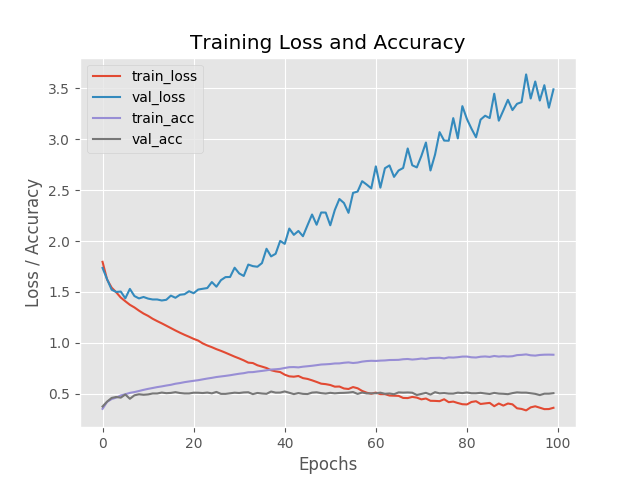 Training Loss and Accuracy
train_loss
val_loss
train_acc
val_acc
Loss / Accuracy
3.5
3.0
2.5
2.0
1.5
1.0
0.5
0 20 40 60 80 100
Epochs